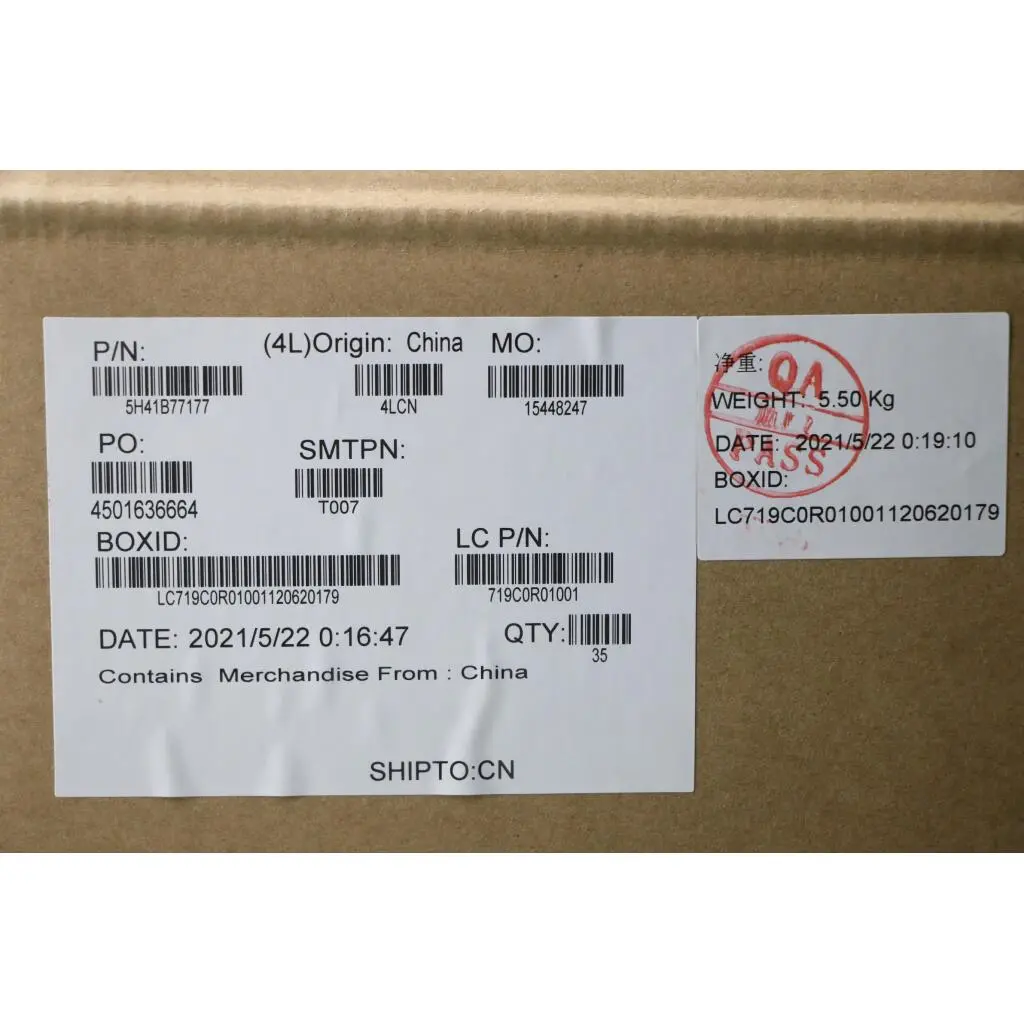 P/N:
5H41B77177
(4L)Origin: China
4LCN
MO:
15448247
PO:
4501636664
SMTPN:
T007
BOXID:
LC719C0R01001120620179
LC P/N:
719C0R01001
DATE: 2021/5/22 0:16:47
QTY:
35
Contains Merchandise From : China
SHIPTO:CN
净重:
WEIGHT: 5.50 Kg
DATE: 2021/5/22 0:19:10
BOXID:
LC719C0R01001120620179
QA
PASS